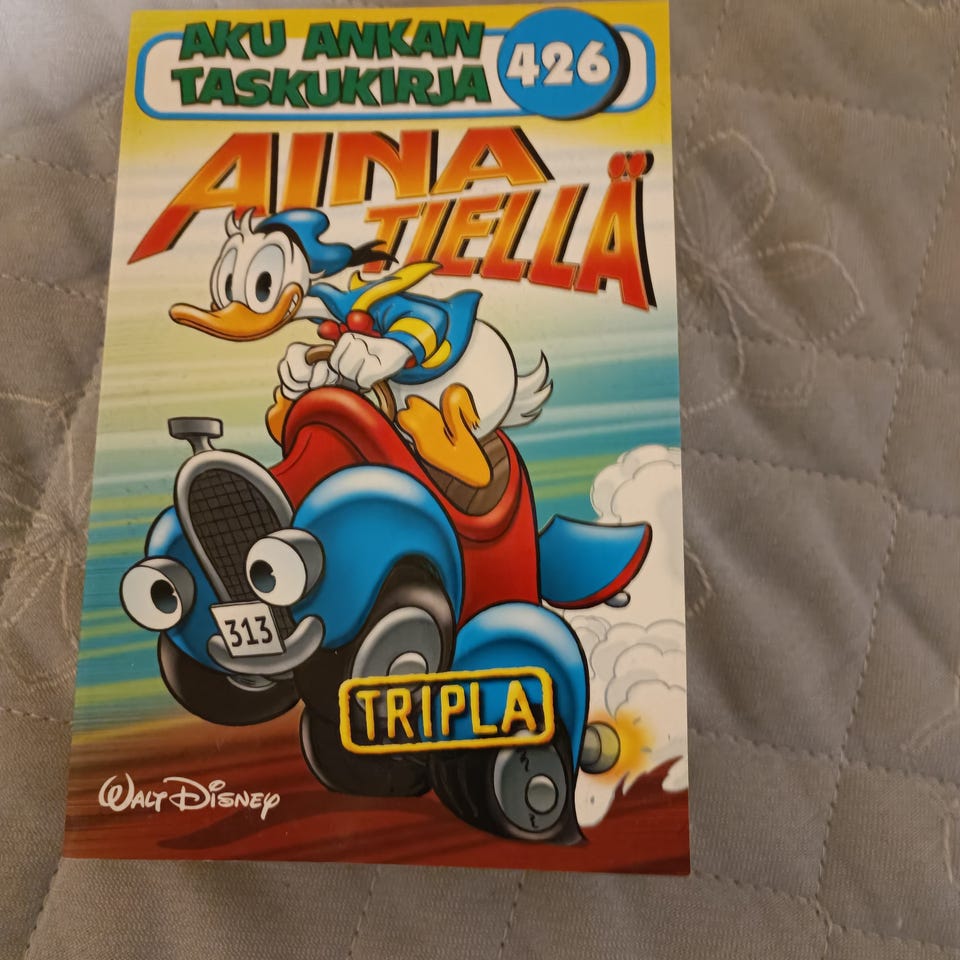 AKU ANKAN
TASKUKIRJA
426
AINA
TIELLÄ
313
TRIPLA
WALT DISNEY